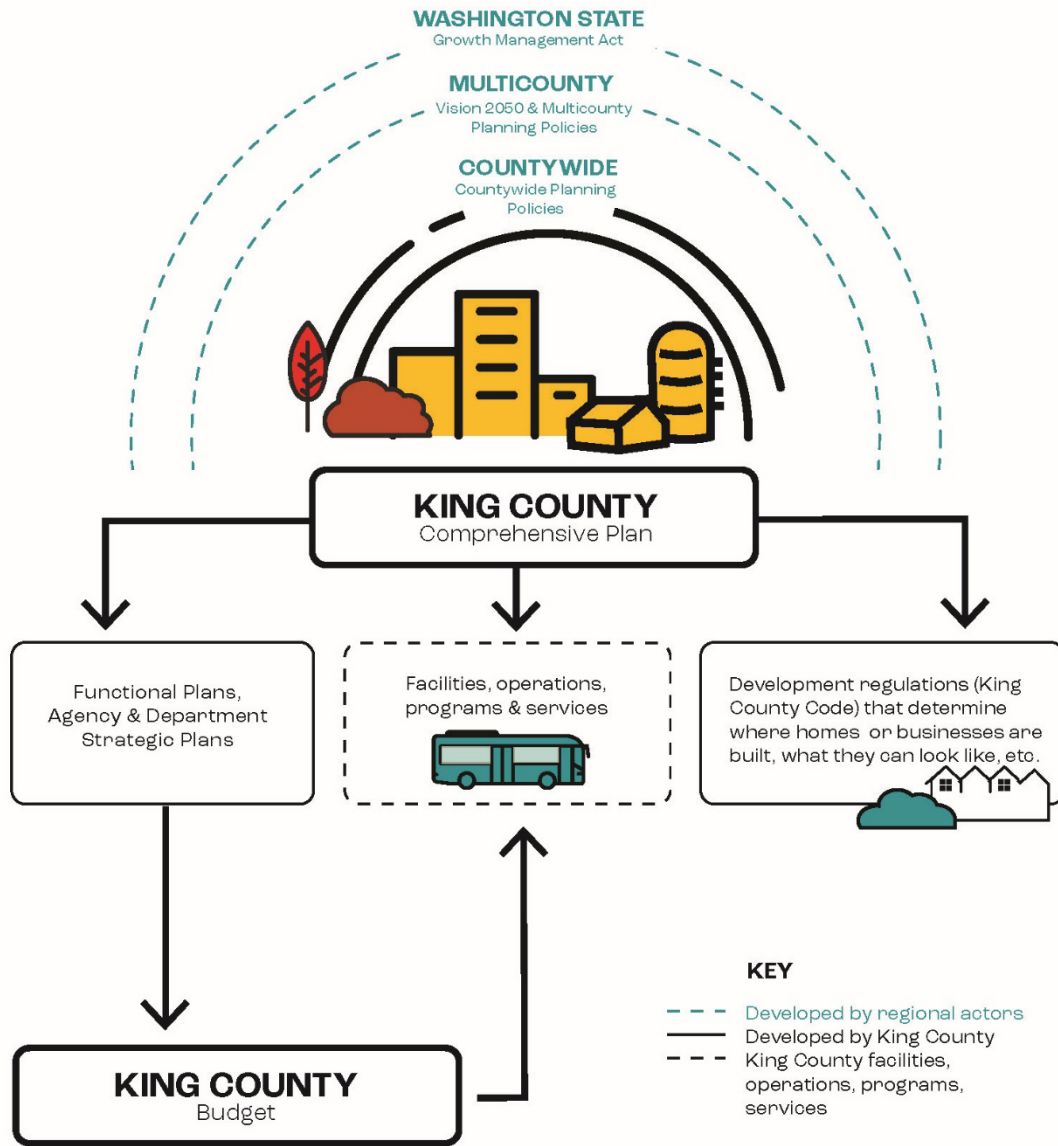 WASHINGTON STATE
Growth Management Act
MULTICOUNTY
Vision 2050 & Multicounty
Planning Policies
COUNTYWIDE
Countywide Planning
Policies
KING COUNTY
Comprehensive Plan
Functional Plans,
Agency & Department
Strategic Plans
Facilities, operations,
programs & services
Development regulations (King
County Code) that determine
where homes or businesses are
built, what they can look like, etc.
KING COUNTY
Budget
KEY
Developed by regional actors
Developed by King County
King County facilities,
operations, programs,
services